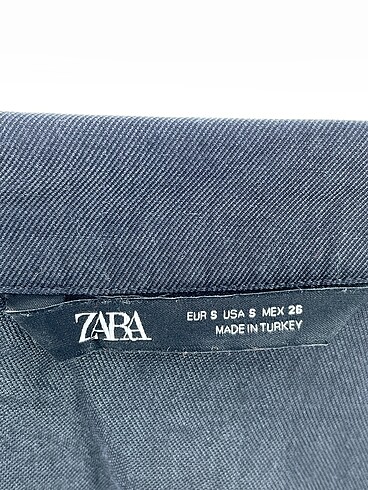 ZARA
EUR S USA S MEX 26
MADE IN TURKEY